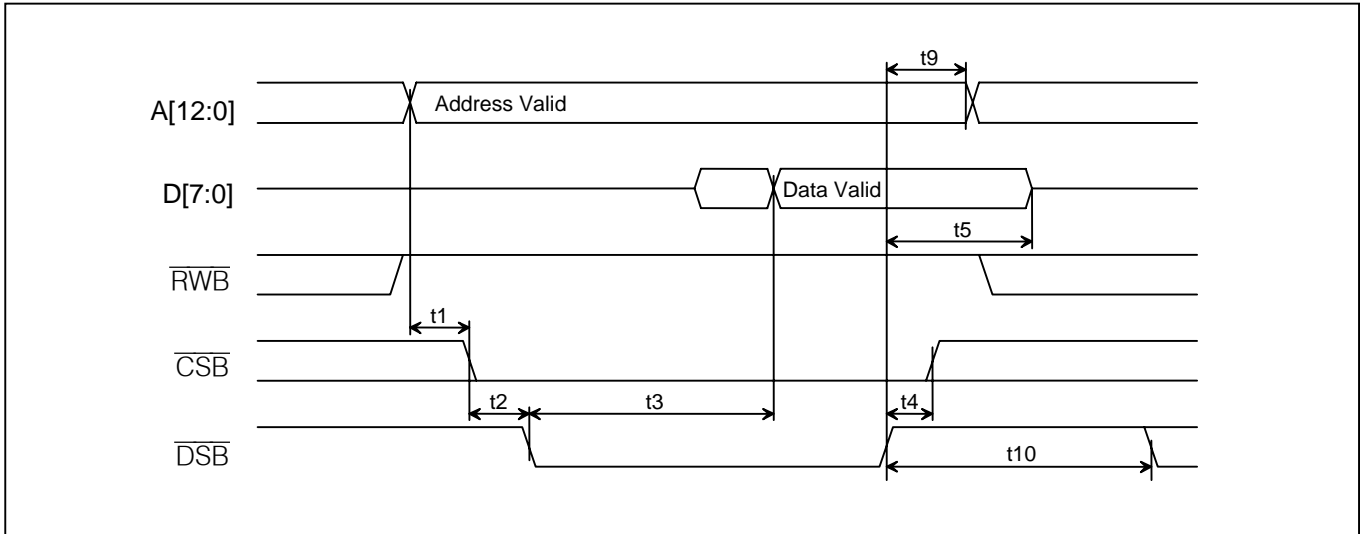 t9
A[12:0]
Address Valid
D[7:0]
Data Valid
t5
RWB
t1
CSB
t2
t3
t4
DSB
t10